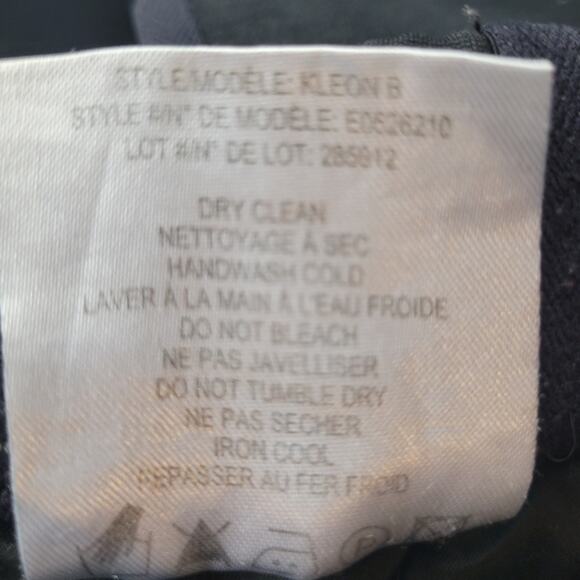 STYLE/MODÈLE: KLEON B
STYLE #/N° DE MODÈLE: E0626210
LOT #/N° DE LOT: 285912
DRY CLEAN
NETTOYAGE À SEC
HANDWASH COLD
LAVER À LA MAIN À L'EAU FROIDE
DO NOT BLEACH
NE PAS JAVELLISER
DO NOT TUMBLE DRY
NE PAS SECHER
IRON COOL
REPASSER AU FER FROID